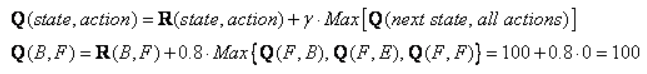 Q(state, action) = R(state, action) + γ · Max[Q(next state, all actions)]
Q(B, F) = R(B, F) + 0.8 · Max{Q(F, B), Q(F, E), Q(F, F)} = 100 + 0.8 · 0 = 100